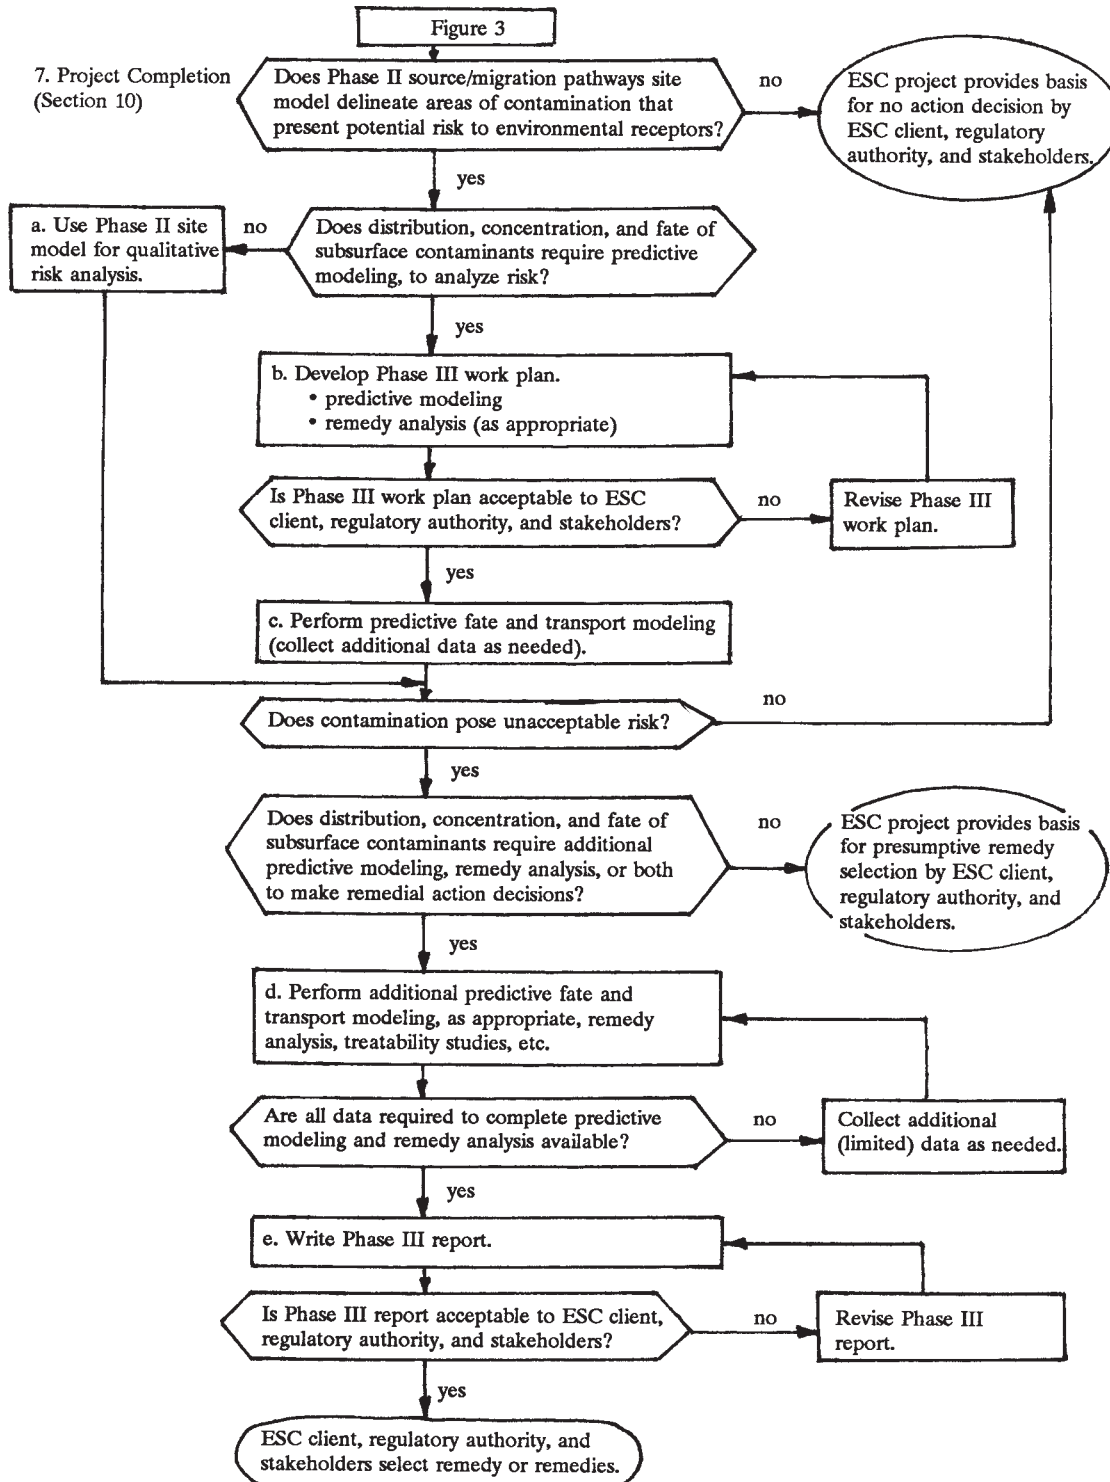 Figure 3
7. Project Completion
(Section 10)
Does Phase II source/migration pathways site
model delineate areas of contamination that
present potential risk to environmental receptors?
no
ESC project provides basis
for no action decision by
ESC client, regulatory
authority, and stakeholders.
yes
a. Use Phase II site
model for qualitative
risk analysis.
no
Does distribution, concentration, and fate of
subsurface contaminants require predictive
modeling, to analyze risk?
yes
b. Develop Phase III work plan.
• predictive modeling
• remedy analysis (as appropriate)
Is Phase III work plan acceptable to ESC
client, regulatory authority, and stakeholders?
no
Revise Phase III
work plan.
yes
c. Perform predictive fate and transport modeling
(collect additional data as needed).
Does contamination pose unacceptable risk?
no
yes
Does distribution, concentration, and fate of
subsurface contaminants require additional
predictive modeling, remedy analysis, or both
to make remedial action decisions?
no
ESC project provides basis
for presumptive remedy
selection by ESC client,
regulatory authority, and
stakeholders.
yes
d. Perform additional predictive fate and
transport modeling, as appropriate, remedy
analysis, treatability studies, etc.
Are all data required to complete predictive
modeling and remedy analysis available?
no
Collect additional
(limited) data as needed.
yes
e. Write Phase III report.
Is Phase III report acceptable to ESC client,
regulatory authority, and stakeholders?
no
Revise Phase III
report.
yes
ESC client, regulatory authority, and
stakeholders select remedy or remedies.